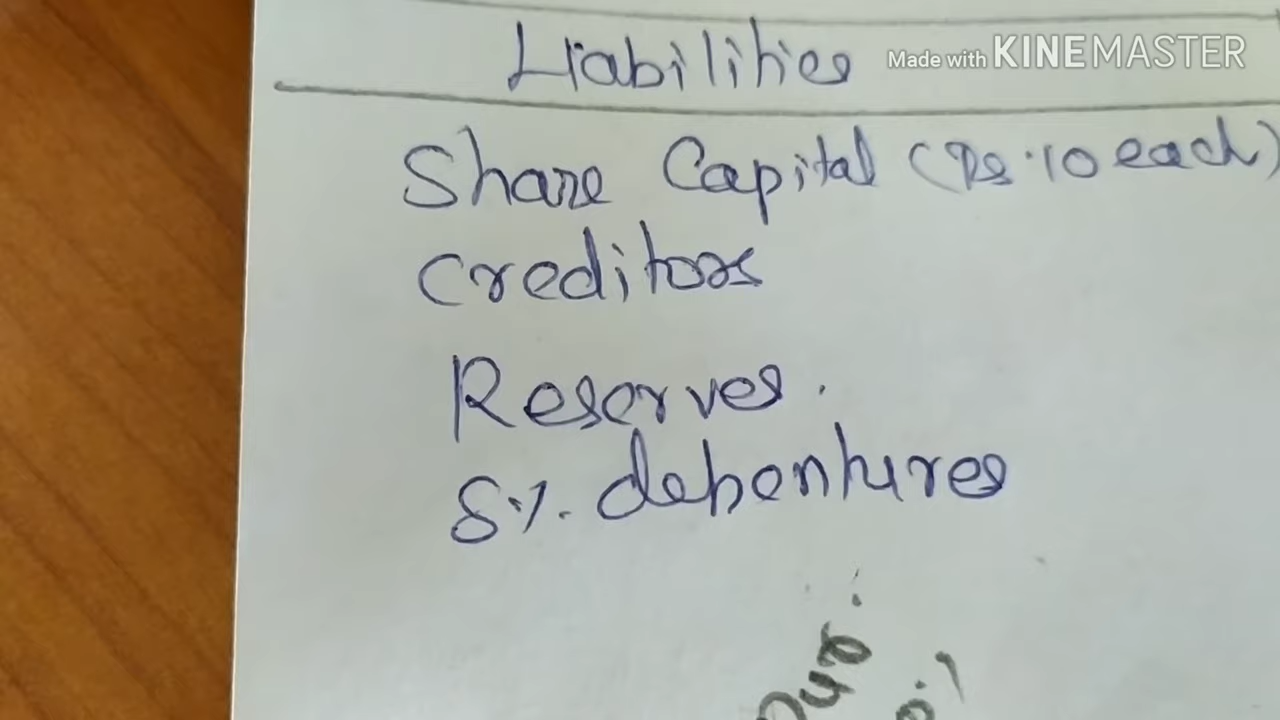 Liabilities
Made with KINEMASTER
Share Capital (Rs.10 each)
Creditors
Reserves.
8%. debentures